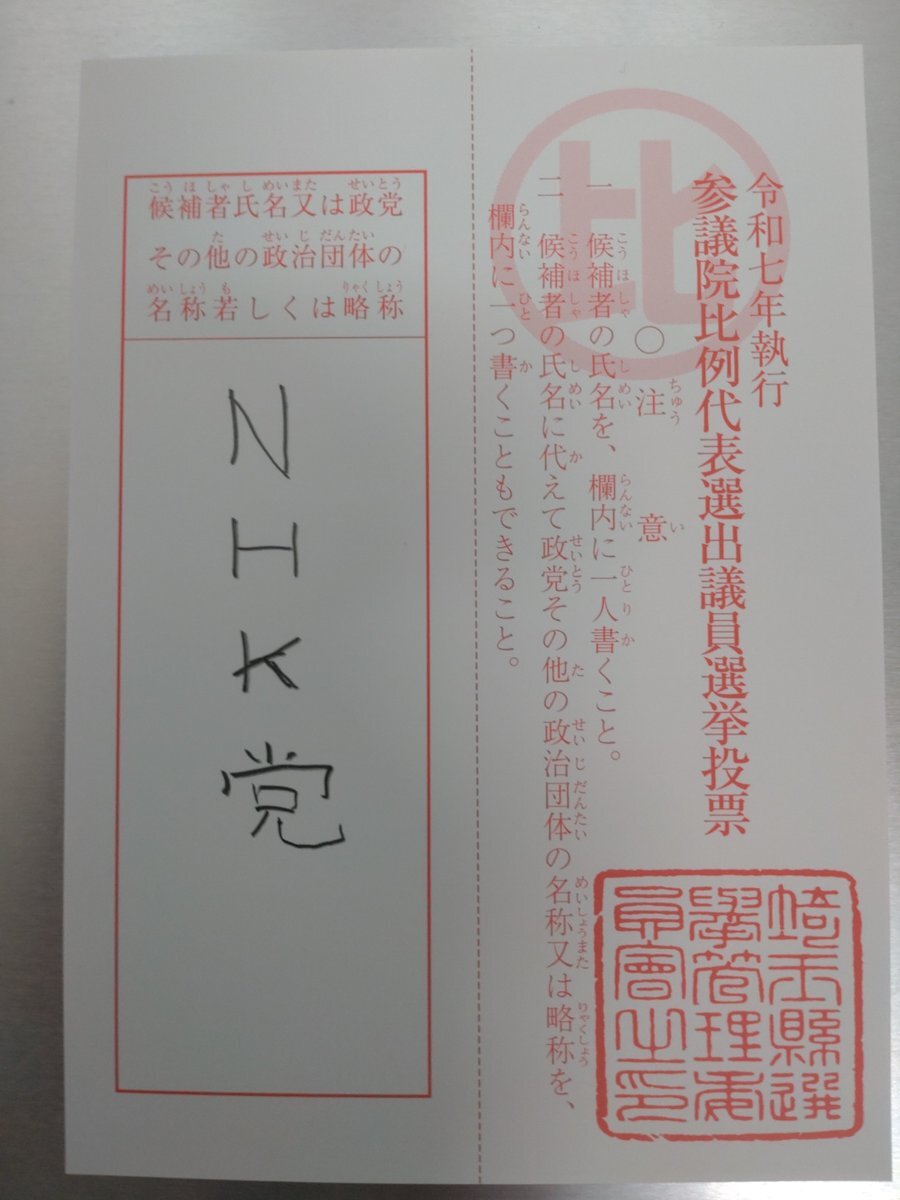 令和七年執行
参議院比例代表選出議員選挙投票
比
〇注意
一 候補者の氏名を、欄内に一人書くこと。
二 候補者の氏名に代えて政党その他の政治団体の名称又は略称を、
欄内に一つ書くこともできること。
埼玉縣選
擧管理委
員會之印
候補者氏名又は政党
その他の政治団体の
名称若しくは略称
NHK党